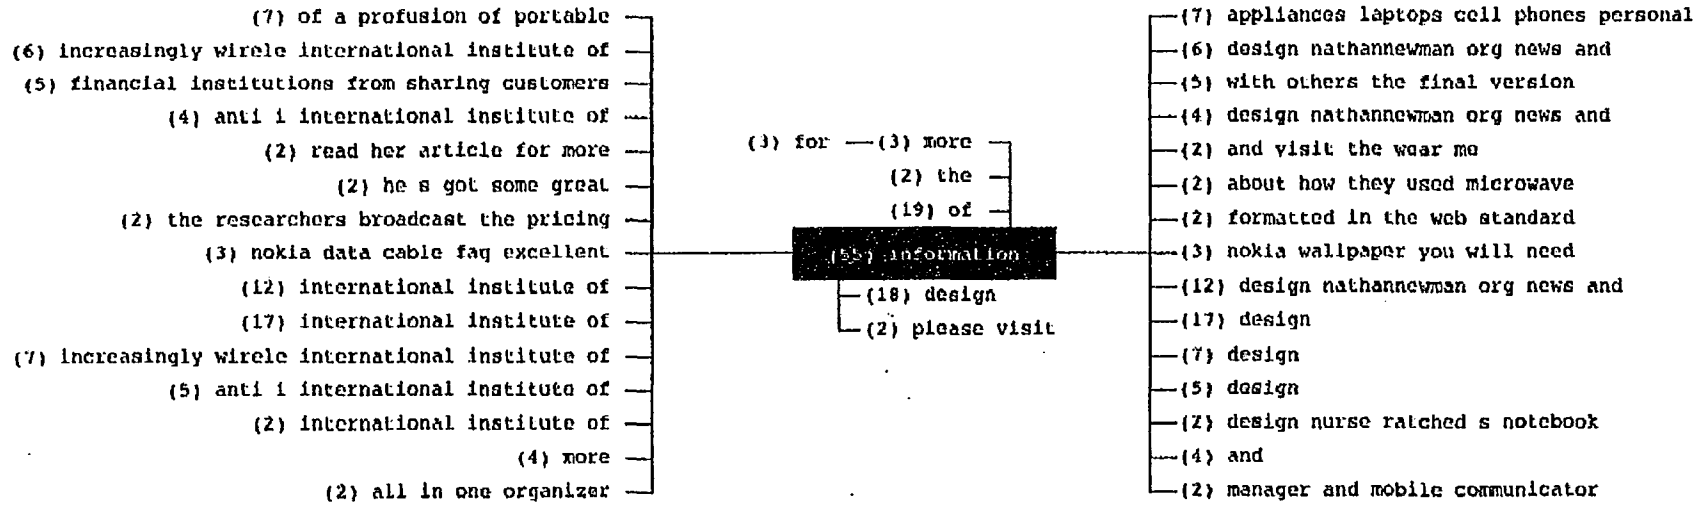 (7) of a profusion of portable
(6) increasingly wirele international institute of
(5) financial institutions from sharing customers
(4) anti i international institute of
(2) read her article for more
(2) he s got some great
(2) the researchers broadcast the pricing
(3) nokia data cable faq excellent
(12) international institute of
(17) international institute of
(7) increasingly wirele international institute of
(5) anti i international institute of
(2) international institute of
(4) more
(2) all in one organizer
(3) for (3) more
(2) the
(19) of
(55) information
(18) design
(2) please visit
(7) appliances laptops cell phones personal
(6) design nathannewman org news and
(5) with others the final version
(4) design nathannewman org news and
(2) and visit the wear me
(2) about how they used microwave
(2) formatted in the web standard
(3) nokia wallpaper you will need
(12) design nathannewman org news and
(17) design
(7) design
(5) design
(2) design nurse ratched s notebook
(4) and
(2) manager and mobile communicator